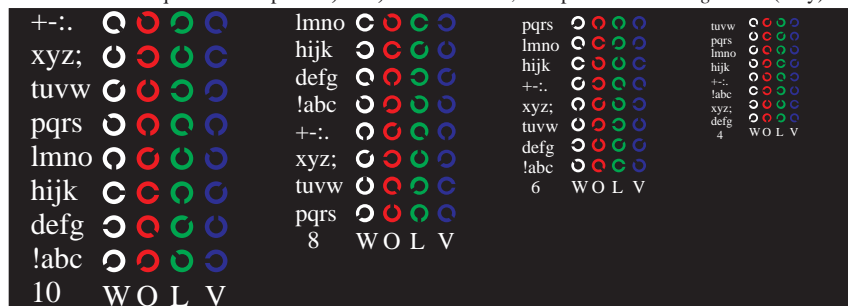 +-:.
xyz;
tuvw
pqrs
lmno
hijk
defg
!abc
10 W O L V
lmno
hijk
defg
!abc
+-:.
xyz;
tuvw
pqrs
8 W O L V
pqrs
lmno
hijk
+-:.
xyz;
tuvw
defg
!abc
6 W O L V
tuvw
pqrs
lmno
hijk
+-:.
!abc
xyz;
defg
4 W O L V